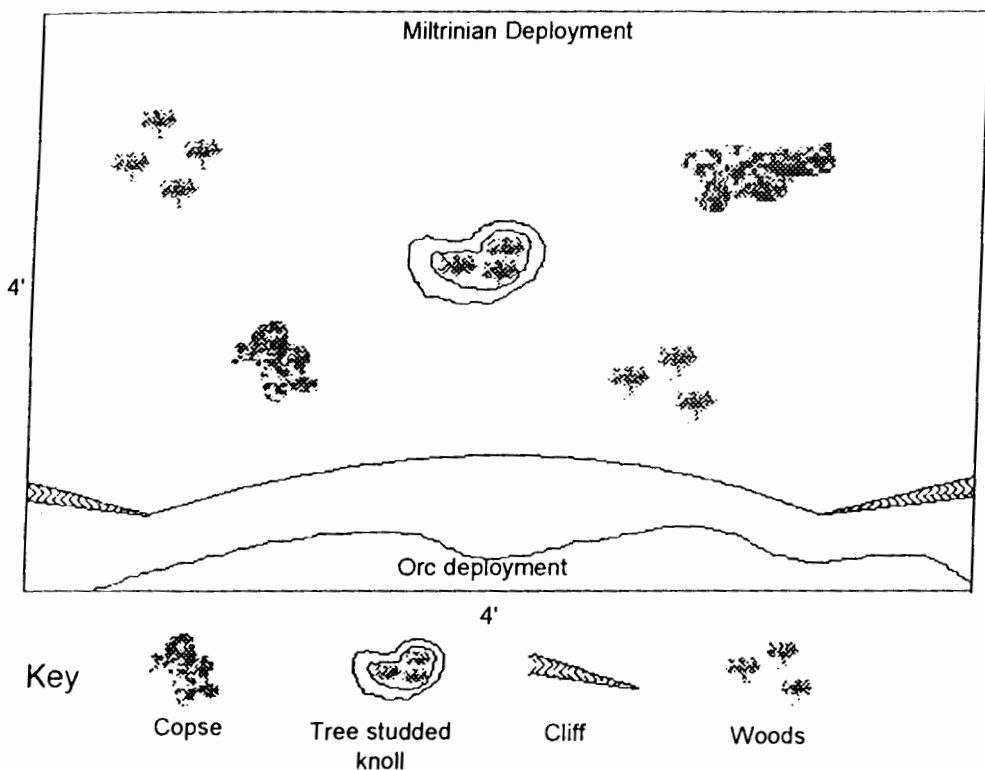 Miltrinian Deployment
4'
Orc deployment
4'
Key
Copse
Tree studded
knoll
Cliff
Woods